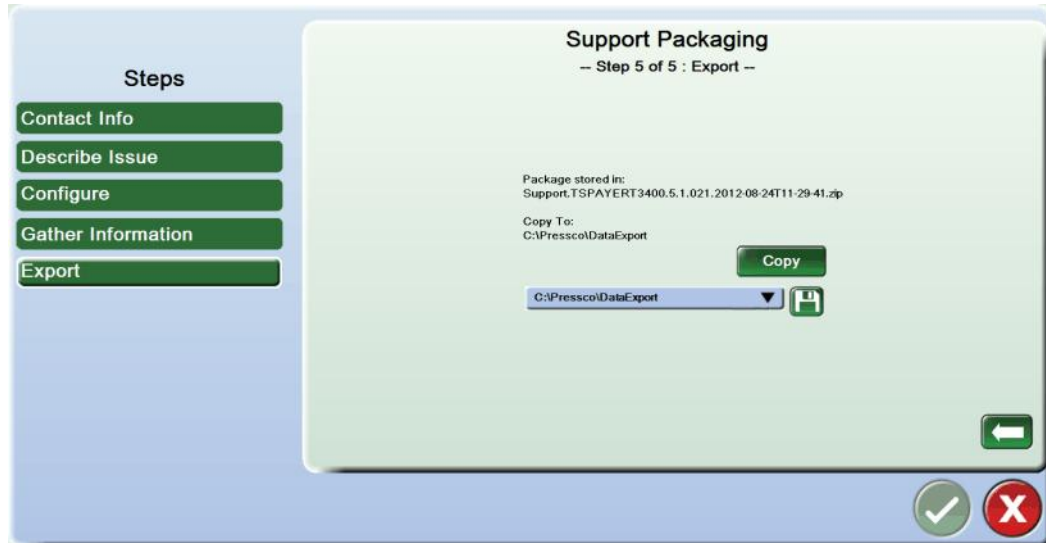 Steps
Contact Info
Describe Issue
Configure
Gather Information
Export
Support Packaging
-- Step 5 of 5 : Export --
Package stored in:
Support.TSPAYERT3400.5.1.021.2012-08-24T11-29-41.zip
Copy To:
C:\Pressco\DataExport
Copy
C:\Pressco\DataExport